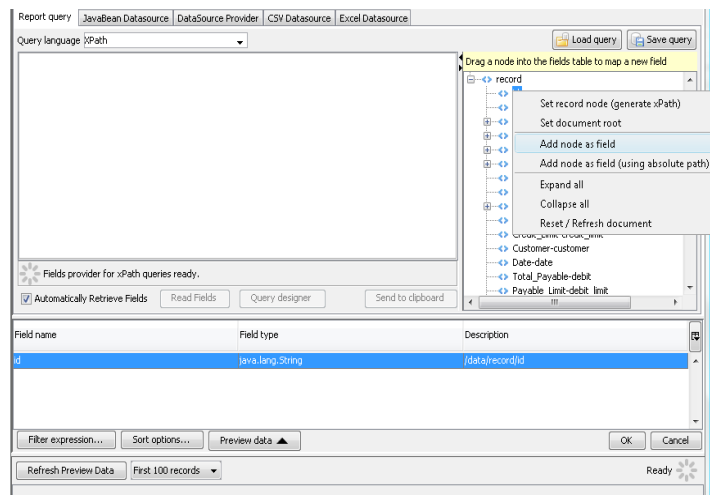 Report query JavaBean Datasource DataSource Provider CSV Datasource Excel Datasource
Query language XPath Load query Save query
Drag a node into the fields table to map a new field
record
Set record node (generate xPath)
Set document root
Add node as field
Add node as field (using absolute path)
Expand all
Collapse all
Reset / Refresh document
Credit_Limit-credit_limit
Customer-customer
Date-date
Total_Payable-debit
Payable_Limit-debit_limit
Fields provider for xPath queries ready.
Automatically Retrieve Fields Read Fields Query designer Send to clipboard
Field name Field type Description
id java.lang.String /data/record/id
Filter expression... Sort options... Preview data OK Cancel
Refresh Preview Data First 100 records Ready